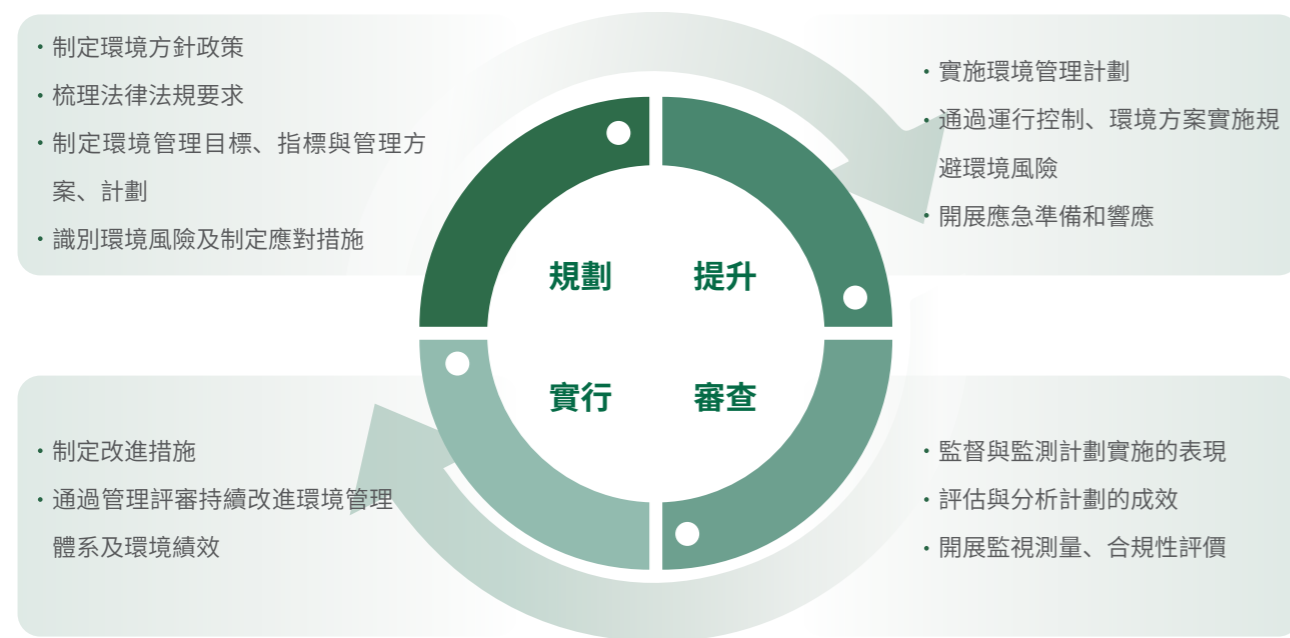 ・制定環境方針政策
・梳理法律法規要求
・制定環境管理目標、指標與管理方
案、計劃
・識別環境風險及制定應對措施
・實施環境管理計劃
・通過運行控制、環境方案實施規
避環境風險
・開展應急準備和響應
規劃 提升
實行 審查
・制定改進措施
・通過管理評審持續改進環境管理
體系及環境績效
・監督與監測計劃實施的表現
・評估與分析計劃的成效
・開展監視測量、合規性評價